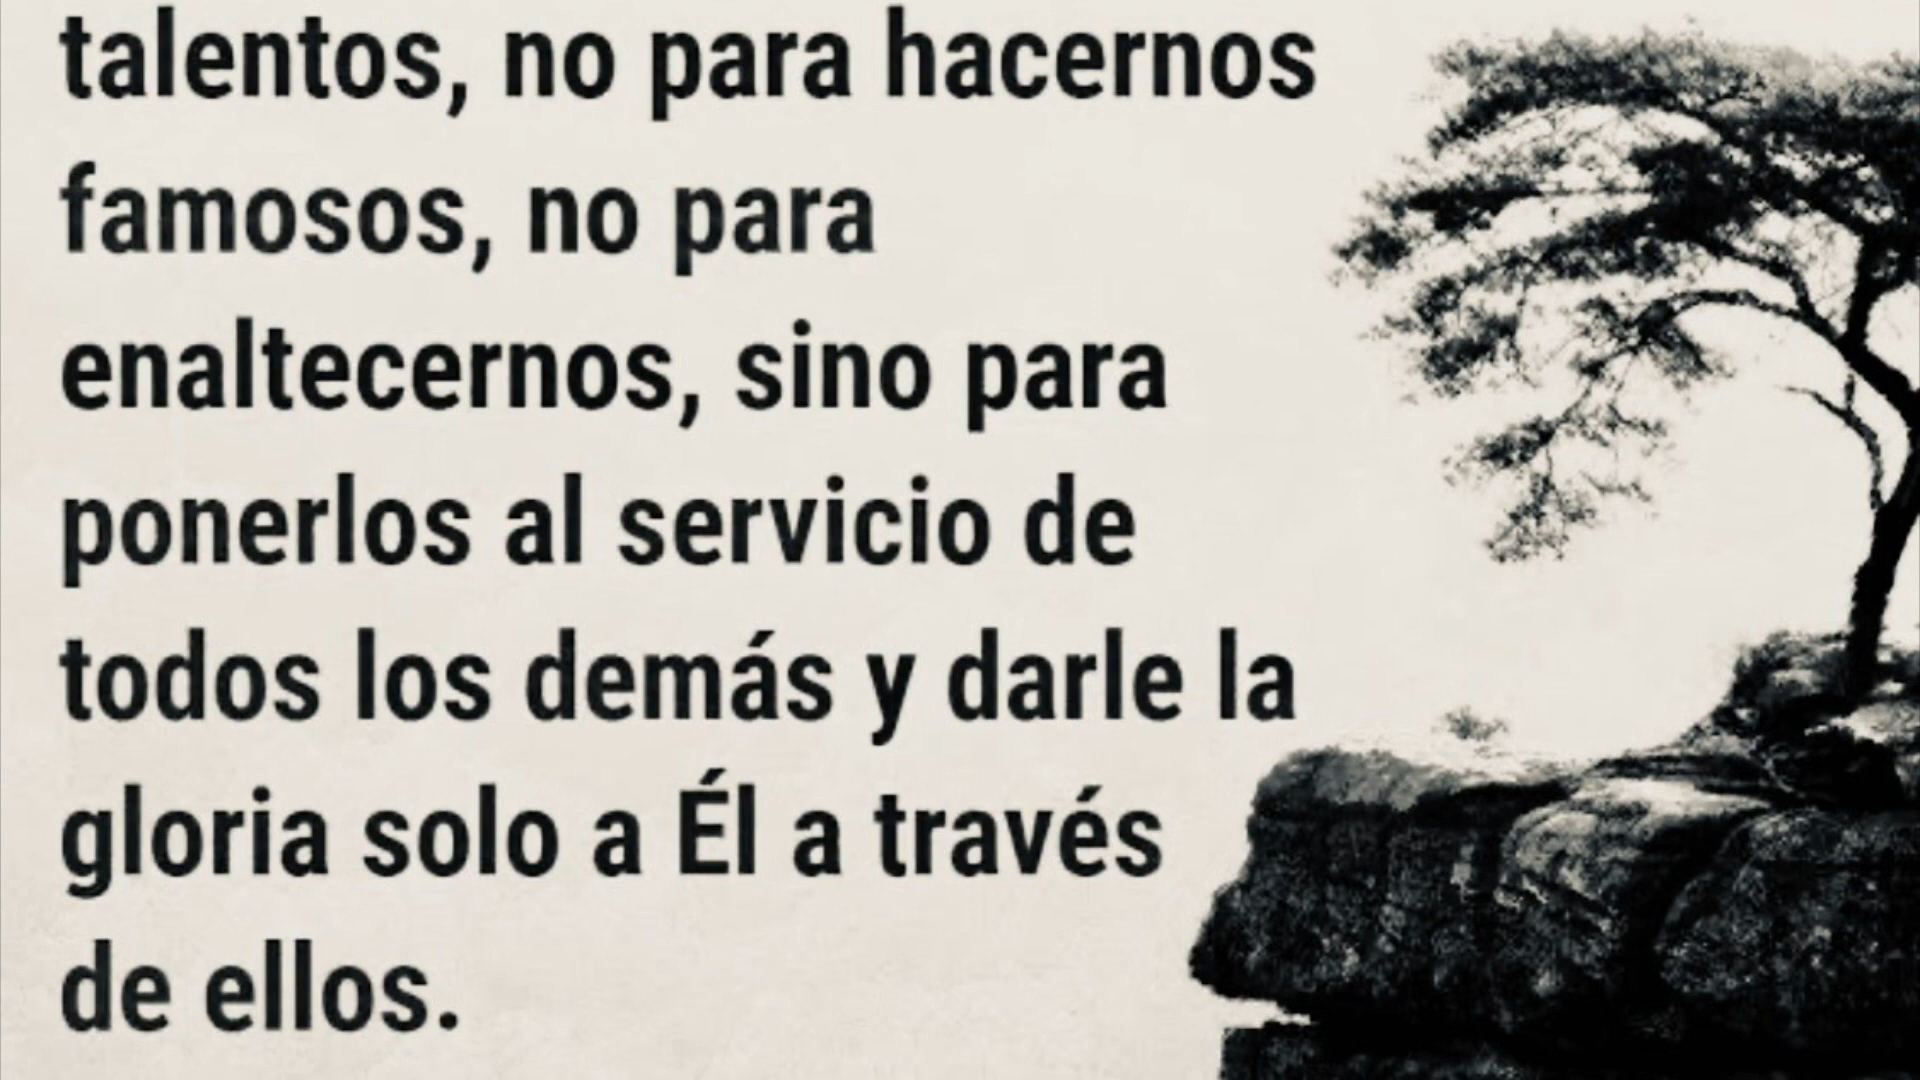 talentos, no para hacernos
famosos, no para
enaltecernos, sino para
ponerlos al servicio de
todos los demás y darle la
gloria solo a Él a través
de ellos.